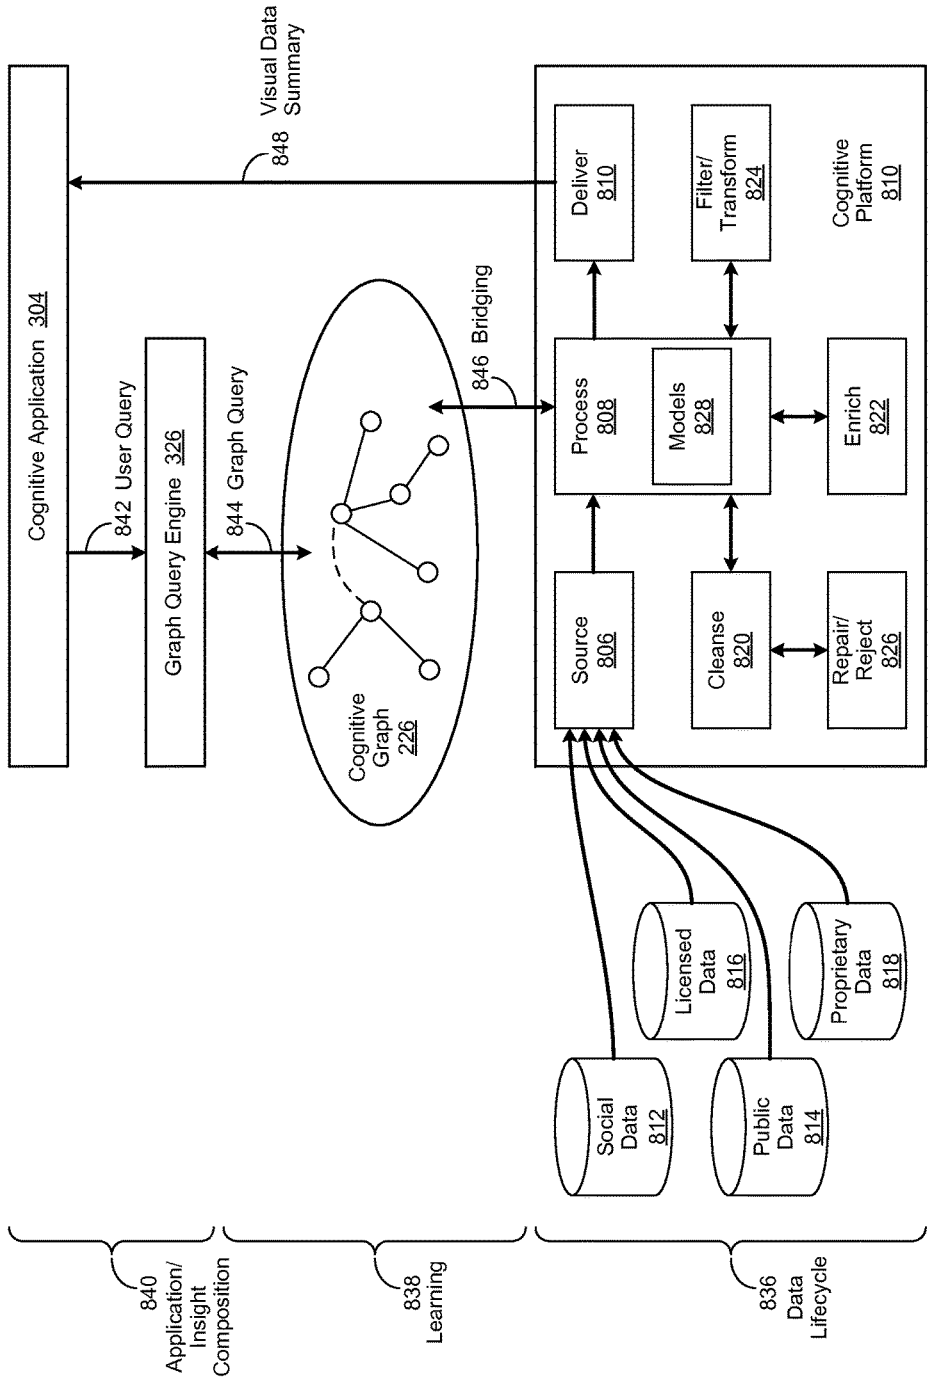 840
Application/
Insight
Composition
838
Learning
836
Data
Lifecycle
Cognitive Application 304
842 User Query
Graph Query Engine 326
844 Graph Query
Cognitive
Graph
226
846 Bridging
848
Visual Data
Summary
Social
Data
812
Licensed
Data
816
Public
Data
814
Proprietary
Data
818
Source
806
Process
808
Models
828
Deliver
810
Cleanse
820
Filter/
Transform
824
Repair/
Reject
826
Enrich
822
Cognitive
Platform
810